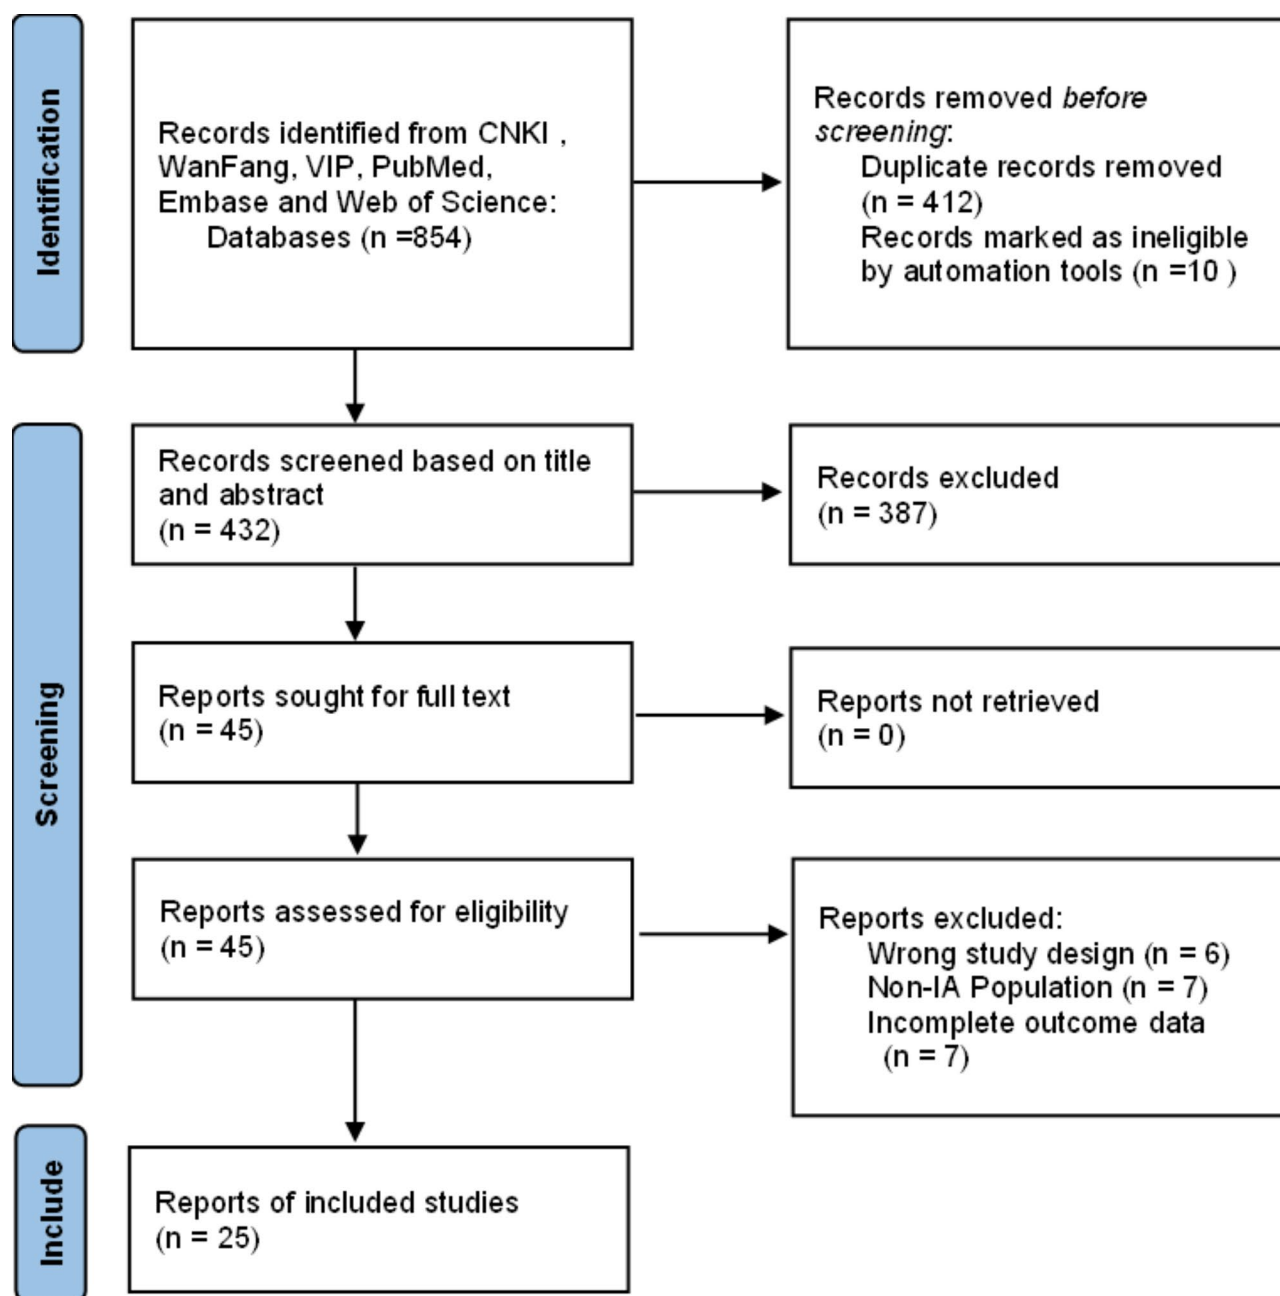 Identification
Records identified from CNKI ,
WanFang, VIP, PubMed,
Embase and Web of Science:
Databases (n =854)
Records removed before
screening:
Duplicate records removed
(n = 412)
Records marked as ineligible
by automation tools (n =10 )
Screening
Records screened based on title
and abstract
(n = 432)
Records excluded
(n = 387)
Reports sought for full text
(n = 45)
Reports not retrieved
(n = 0)
Reports assessed for eligibility
(n = 45)
Reports excluded:
Wrong study design (n = 6)
Non-IA Population (n = 7)
Incomplete outcome data
(n = 7)
Include
Reports of included studies
(n = 25)